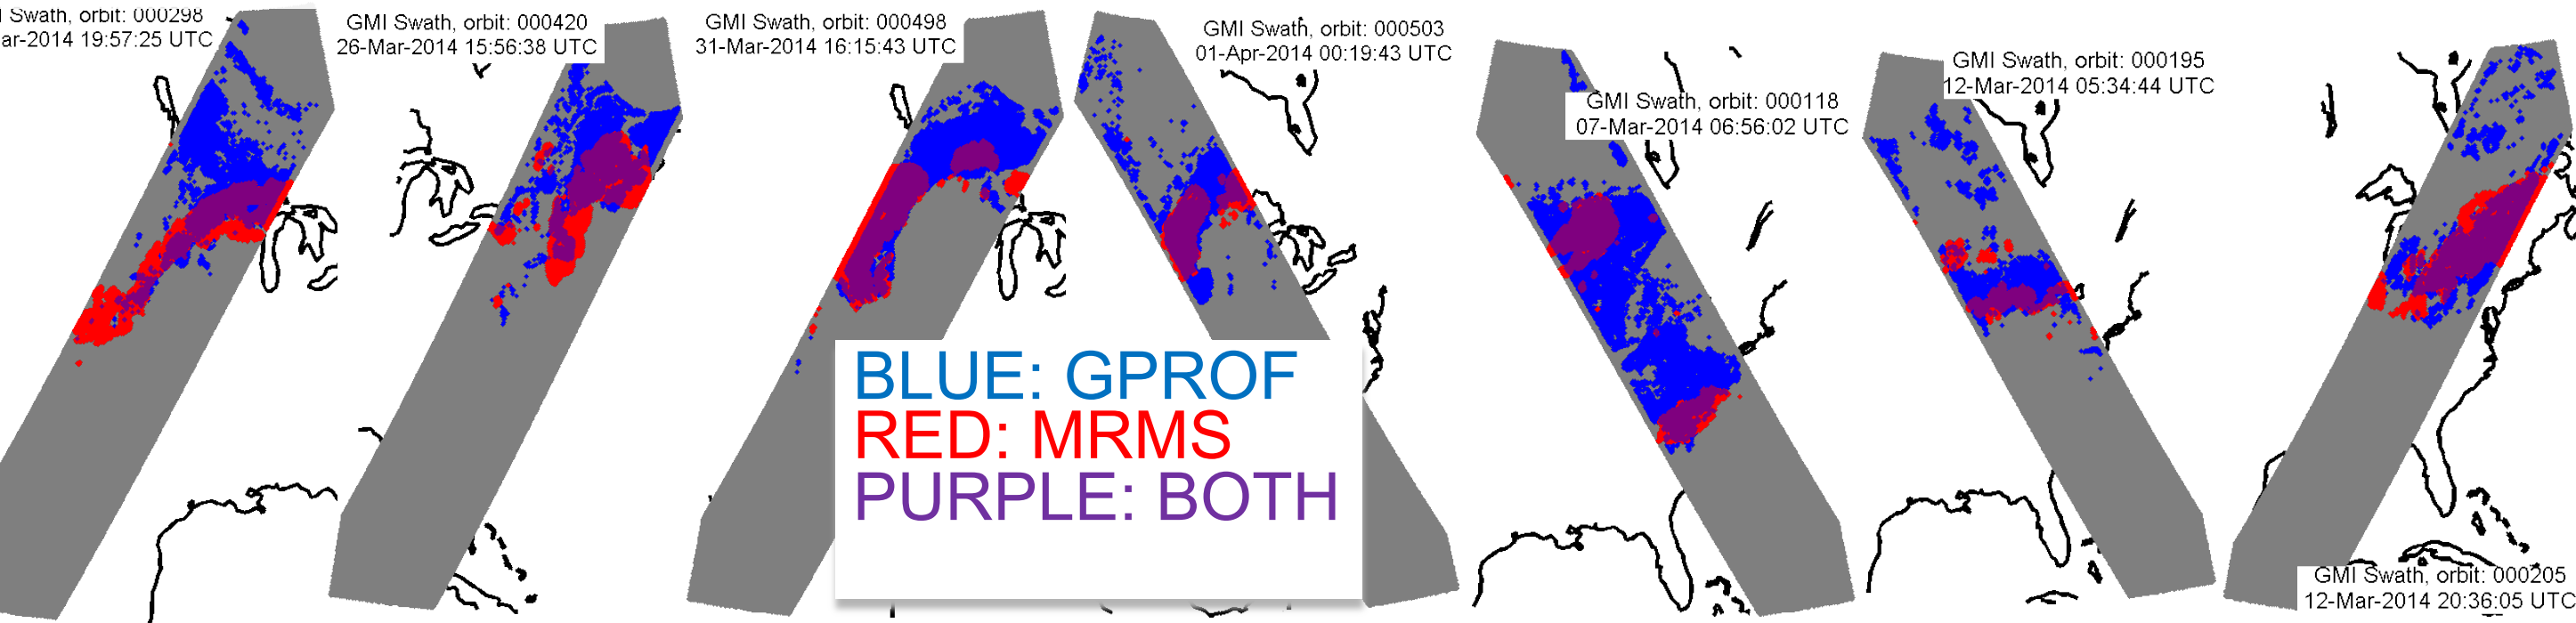 GMI Swath, orbit: 000298
ar-2014 19:57:25 UTC
GMI Swath, orbit: 000420
26-Mar-2014 15:56:38 UTC
GMI Swath, orbit: 000498
31-Mar-2014 16:15:43 UTC
GMI Swath, orbit: 000503
01-Apr-2014 00:19:43 UTC
GMI Swath, orbit: 000118
07-Mar-2014 06:56:02 UTC
GMI Swath, orbit: 000195
12-Mar-2014 05:34:44 UTC
GMI Swath, orbit: 000205
12-Mar-2014 20:36:05 UTC
BLUE: GPROF
RED: MRMS
PURPLE: BOTH